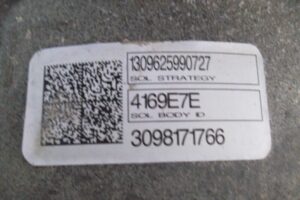 1309625990727
SOL STRATEGY
4169E7E
SOL BODY ID
3098171766